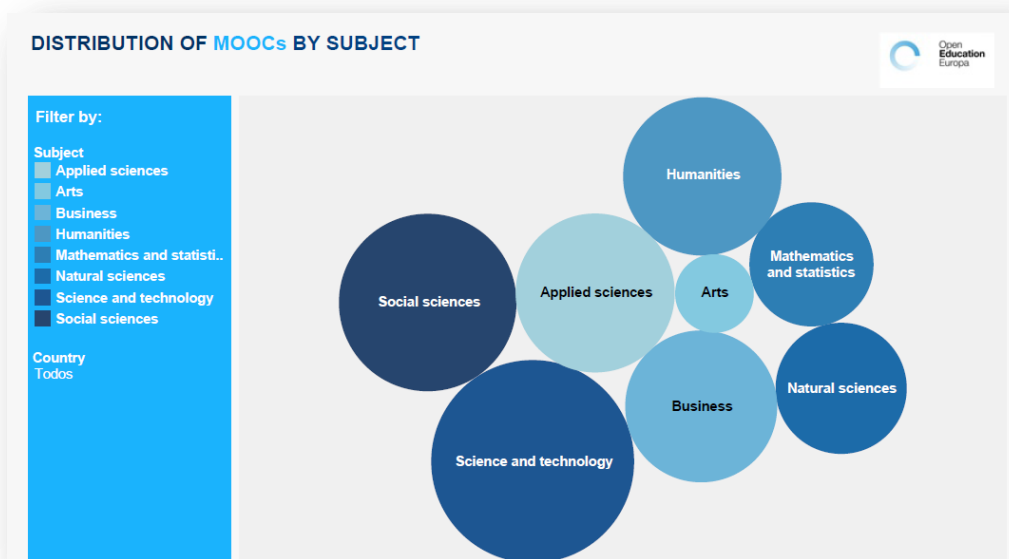 DISTRIBUTION OF MOOCs BY SUBJECT
Open
Education
Europa
Filter by:
Subject
Applied sciences
Arts
Business
Humanities
Mathematics and statisti..
Natural sciences
Science and technology
Social sciences
Country
Todos
Humanities
Mathematics
and statistics
Social sciences
Applied sciences
Arts
Natural sciences
Business
Science and technology